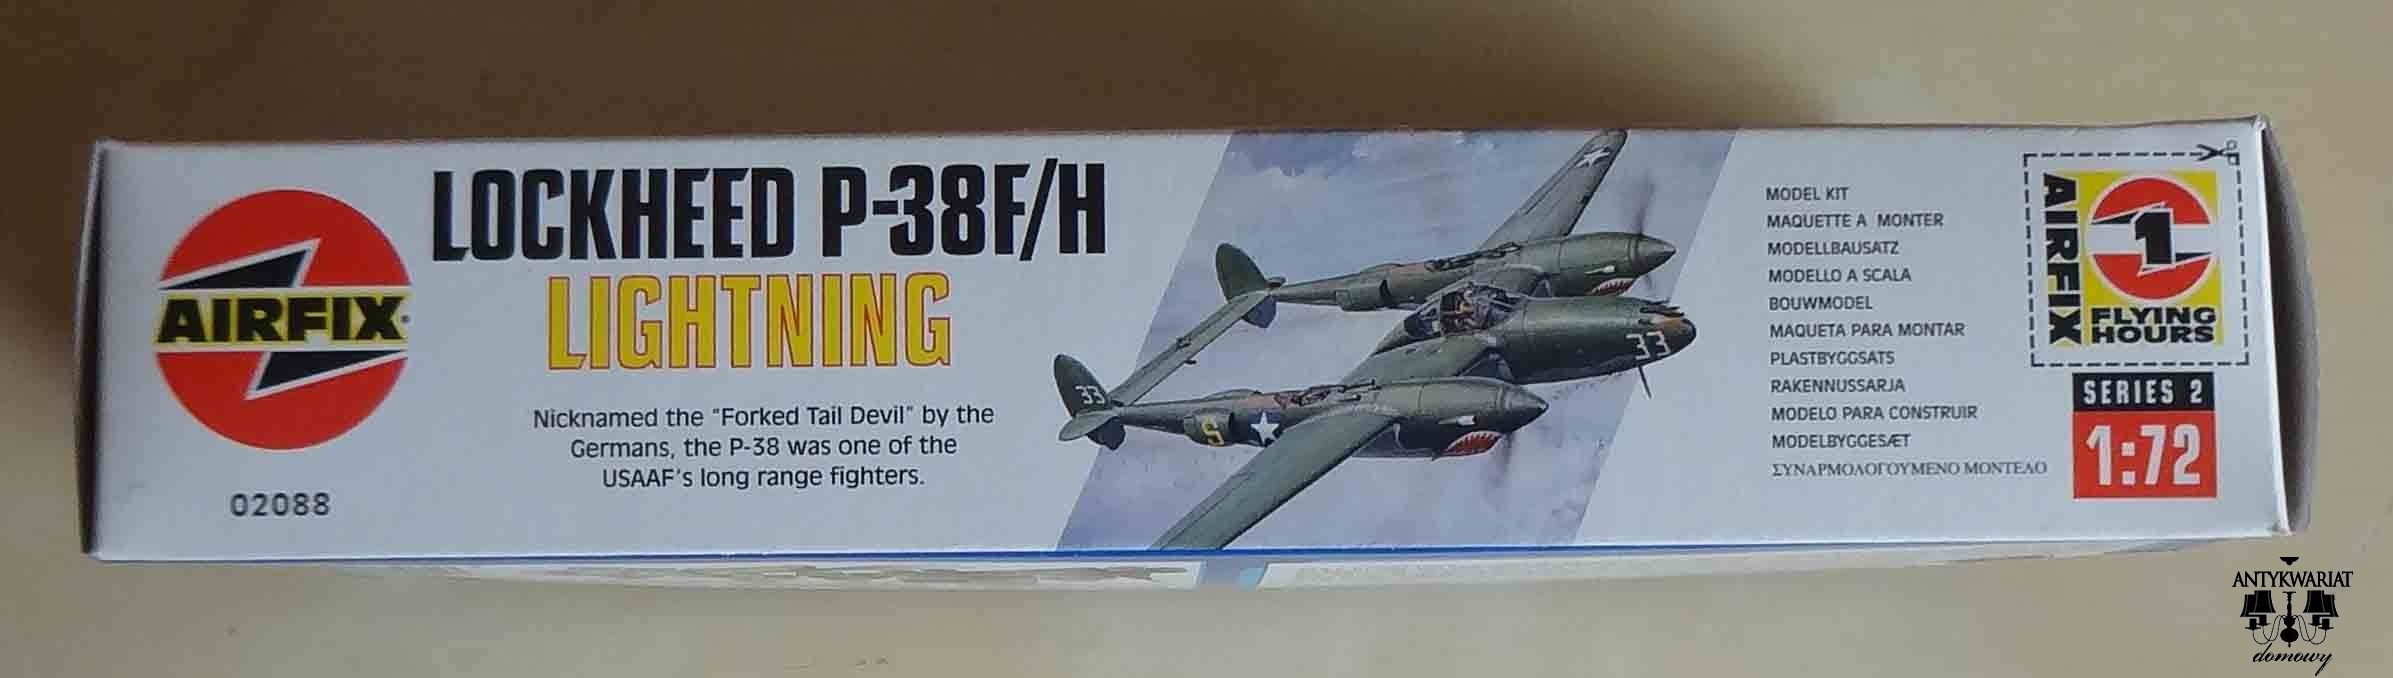 AIRFIX
02088
LOCKHEED P-38F/H
LIGHTNING
Nicknamed the "Forked Tail Devil" by the
Germans, the P-38 was one of the
USAAF's long range fighters.
33
33
S
MODEL KIT
MAQUETTE A MONTER
MODELLBAUSATZ
MODELLO A SCALA
BOUWMODEL
MAQUETA PARA MONTAR
PLASTBYGGSATS
RAKENNUSSARJA
MODELO PARA CONSTRUIR
MODELBYGGESÆT
ΣΥΝΑΡΜΟΛΟΓΟΥΜΕΝΟ ΜΟΝΤΕΛΟ
AIRFIX
1
FLYING
HOURS
SERIES 2
1:72
ANTYKWARIAT
domowy